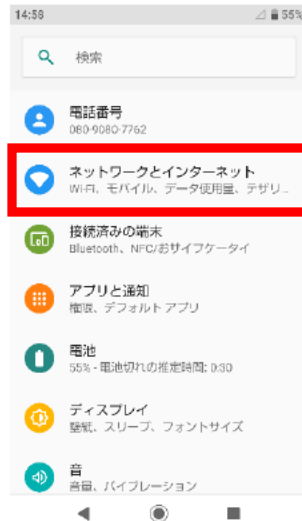 14:59
55%
検索
電話番号
080-9080-7762
ネットワークとインターネット
Wi-Fi、モバイル、データ使用量、テザリ...
接続済みの端末
Bluetooth、NFC/おサイフケータイ
アプリと通知
権限、デフォルト アプリ
電池
55% - 電池切れの推定時間: 0:30
ディスプレイ
壁紙、スリープ、フォントサイズ
音
音量、バイブレーション